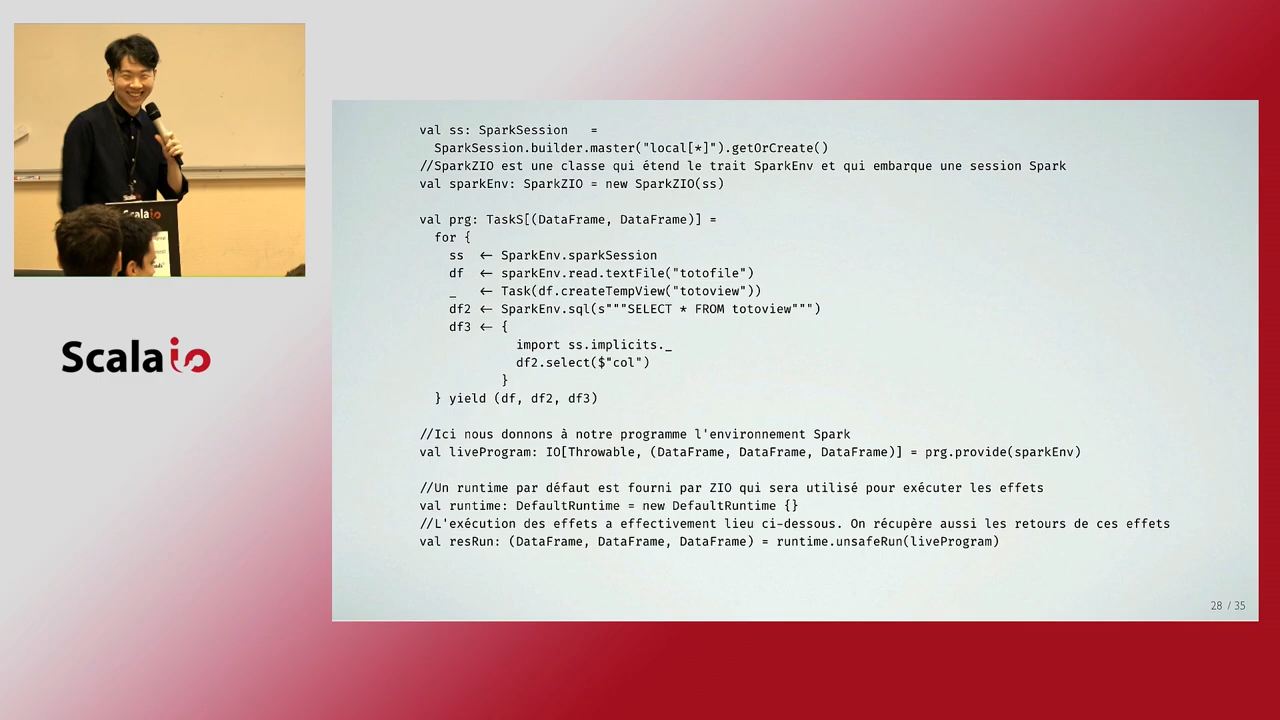 Scalaio
Scalaio
val ss: SparkSession   =
  SparkSession.builder.master("local[*]").getOrCreate()
//SparkZIO est une classe qui étend le trait SparkEnv et qui embarque une session Spark
val sparkEnv: SparkZIO = new SparkZIO(ss)
val prg: TaskS[(DataFrame, DataFrame)] =
  for {
    ss  <- SparkEnv.sparkSession
    df  <- sparkEnv.read.textFile("totofile")
    _   <- Task(df.createTempView("totoview"))
    df2 <- SparkEnv.sql(s"""SELECT * FROM totoview""")
    df3 <- {
             import ss.implicits._
             df2.select($"col")
           }
  } yield (df, df2, df3)
//Ici nous donnons à notre programme l'environnement Spark
val liveProgram: IO[Throwable, (DataFrame, DataFrame, DataFrame)] = prg.provide(sparkEnv)
//Un runtime par défaut est fourni par ZIO qui sera utilisé pour exécuter les effets
val runtime: DefaultRuntime = new DefaultRuntime {}
//L'exécution des effets a effectivement lieu ci-dessous. On récupère aussi les retours de ces effets
val resRun: (DataFrame, DataFrame, DataFrame) = runtime.unsafeRun(liveProgram)
28 / 35